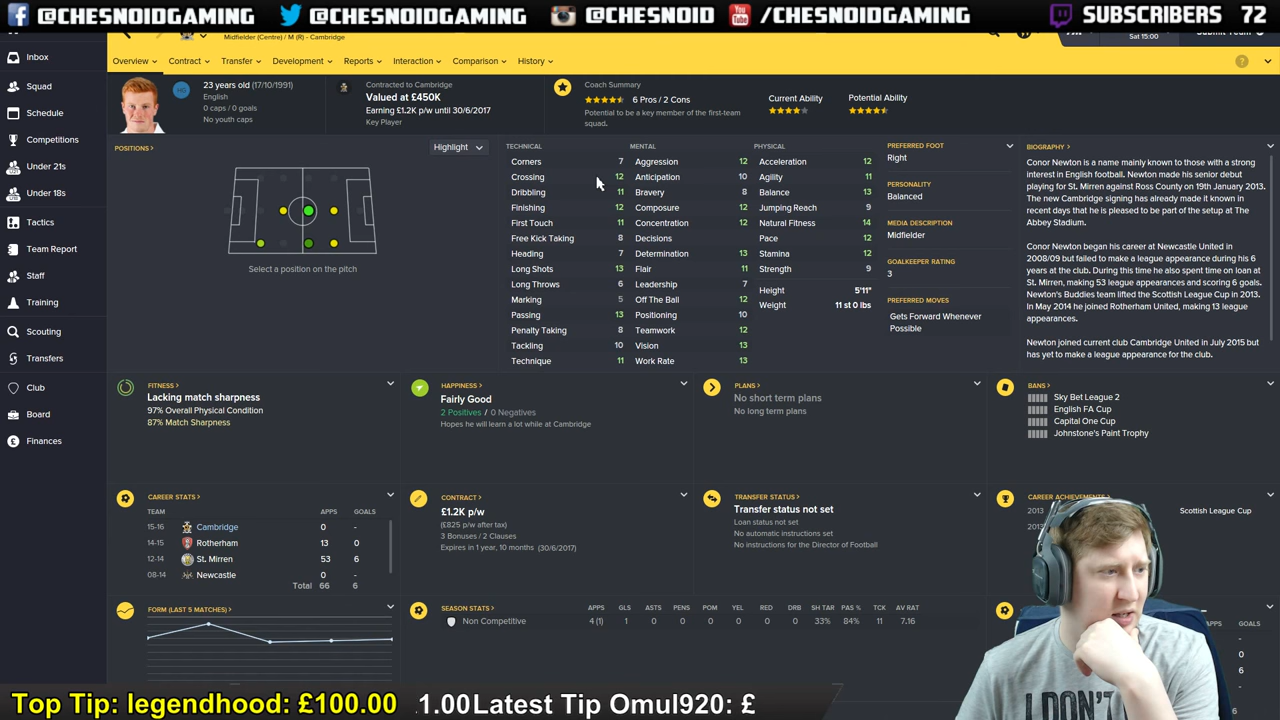 @CHESNOIDGAMING @CHESNOIDGAMING @CHESNOID /CHESNOIDGAMING SUBSCRIBERS 72
Midfielder (Centre) / M (R) - Cambridge
Sat 15:00
Submit Team
Inbox
Squad
Schedule
Competitions
Under 21s
Under 18s
Tactics
Team Report
Staff
Training
Scouting
Transfers
Club
Board
Finances
Overview Contract Transfer Development Reports Interaction Comparison History
23 years old (17/10/1991)
English
0 caps / 0 goals
No youth caps
Contracted to Cambridge
Valued at £450K
Earning £1.2K p/w until 30/6/2017
Key Player
Coach Summary
6 Pros / 2 Cons
Potential to be a key member of the first-team squad.
Current Ability
Potential Ability
POSITIONS >
Highlight
Select a position on the pitch
TECHNICAL
Corners 7
Crossing 12
Dribbling 11
Finishing 12
First Touch 11
Free Kick Taking 8
Heading 7
Long Shots 13
Long Throws 6
Marking 5
Passing 13
Penalty Taking 8
Tackling 10
Technique 11
MENTAL
Aggression 12
Anticipation 10
Bravery 8
Composure 12
Concentration 12
Decisions
Determination 13
Flair 11
Leadership 7
Off The Ball 12
Positioning 10
Teamwork 12
Vision 13
Work Rate 13
PHYSICAL
Acceleration 12
Agility 11
Balance 13
Jumping Reach 9
Natural Fitness 14
Pace 12
Stamina 12
Strength 9
Height 5'11"
Weight 11 st 0 lbs
PREFERRED FOOT
Right
PERSONALITY
Balanced
MEDIA DESCRIPTION
Midfielder
GOALKEEPER RATING
3
PREFERRED MOVES
Gets Forward Whenever
Possible
BIOGRAPHY >
Conor Newton is a name mainly known to those with a strong
interest in English football. Newton made his senior debut
playing for St. Mirren against Ross County on 19th January 2013.
The new Cambridge signing has already made it known in
recent days that he is pleased to be part of the setup at The
Abbey Stadium.
Conor Newton began his career at Newcastle United in
2008/09 but failed to make a league appearance during his 6
years at the club. During this time he also spent time on loan at
St. Mirren, making 53 league appearances and scoring 6 goals.
Newton's Buddies team lifted the Scottish League Cup in 2013.
In May 2014 he joined Rotherham United, making 13 league
appearances.
Newton joined current club Cambridge United in July 2015 but
has yet to make a league appearance for the club.
FITNESS >
Lacking match sharpness
97% Overall Physical Condition
87% Match Sharpness
HAPPINESS >
Fairly Good
2 Positives / 0 Negatives
Hopes he will learn a lot while at Cambridge
PLANS >
No short term plans
No long term plans
BANS >
Sky Bet League 2
English FA Cup
Capital One Cup
Johnstone's Paint Trophy
CAREER STATS >
TEAM APPS GOALS
15-16 Cambridge 0 -
14-15 Rotherham 13 0
12-14 St. Mirren 53 6
08-14 Newcastle 0 -
Total 66 6
CONTRACT >
£1.2K p/w
(£825 p/w after tax)
3 Bonuses / 2 Clauses
Expires in 1 year, 10 months (30/6/2017)
TRANSFER STATUS >
Transfer status not set
Loan status not set
No automatic instructions set
No instructions for the Director of Football
CAREER ACHIEVEMENTS >
2013 Scottish League Cup
FORM (LAST 5 MATCHES) >
SEASON STATS > APPS GLS ASTS PENS POM YEL RED DRB SH TAR PAS % TCK AV RAT
Non Competitive 4 (1) 1 0 0 0 0 0 0 33% 84% 11 7.16
APPS GOALS
-
0
6
-
6
I DON'T
Top Tip: legendhood: £100.00 1.00Latest Tip Omul920: £